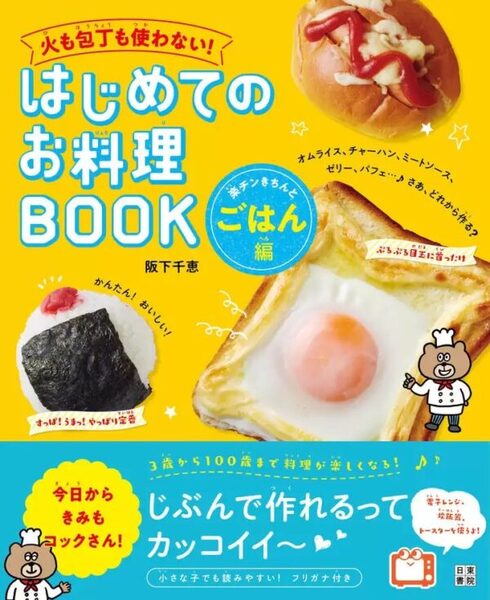 火も包丁も使わない!
はじめての
お料理
BOOK
楽チンきちんと
ごはん
編
阪下千恵
オムライス、チャーハン、ミートソース、
ゼリー、パフェ…♪ さあ、どれから作る?
ぷるぷる目玉に首ったけ
かんたん! おいしい!
すっぱ! うまっ! やっぱり定番
3歳から100歳まで料理が楽しくなる! ♪♪
今日から
きみも
コックさん!
じぶんで作れるって
カッコイイ〜
小さな子でも読みやすい! フリガナ付き
電子レンジ、
炊飯器、
トースターを使うよ!
日東書院